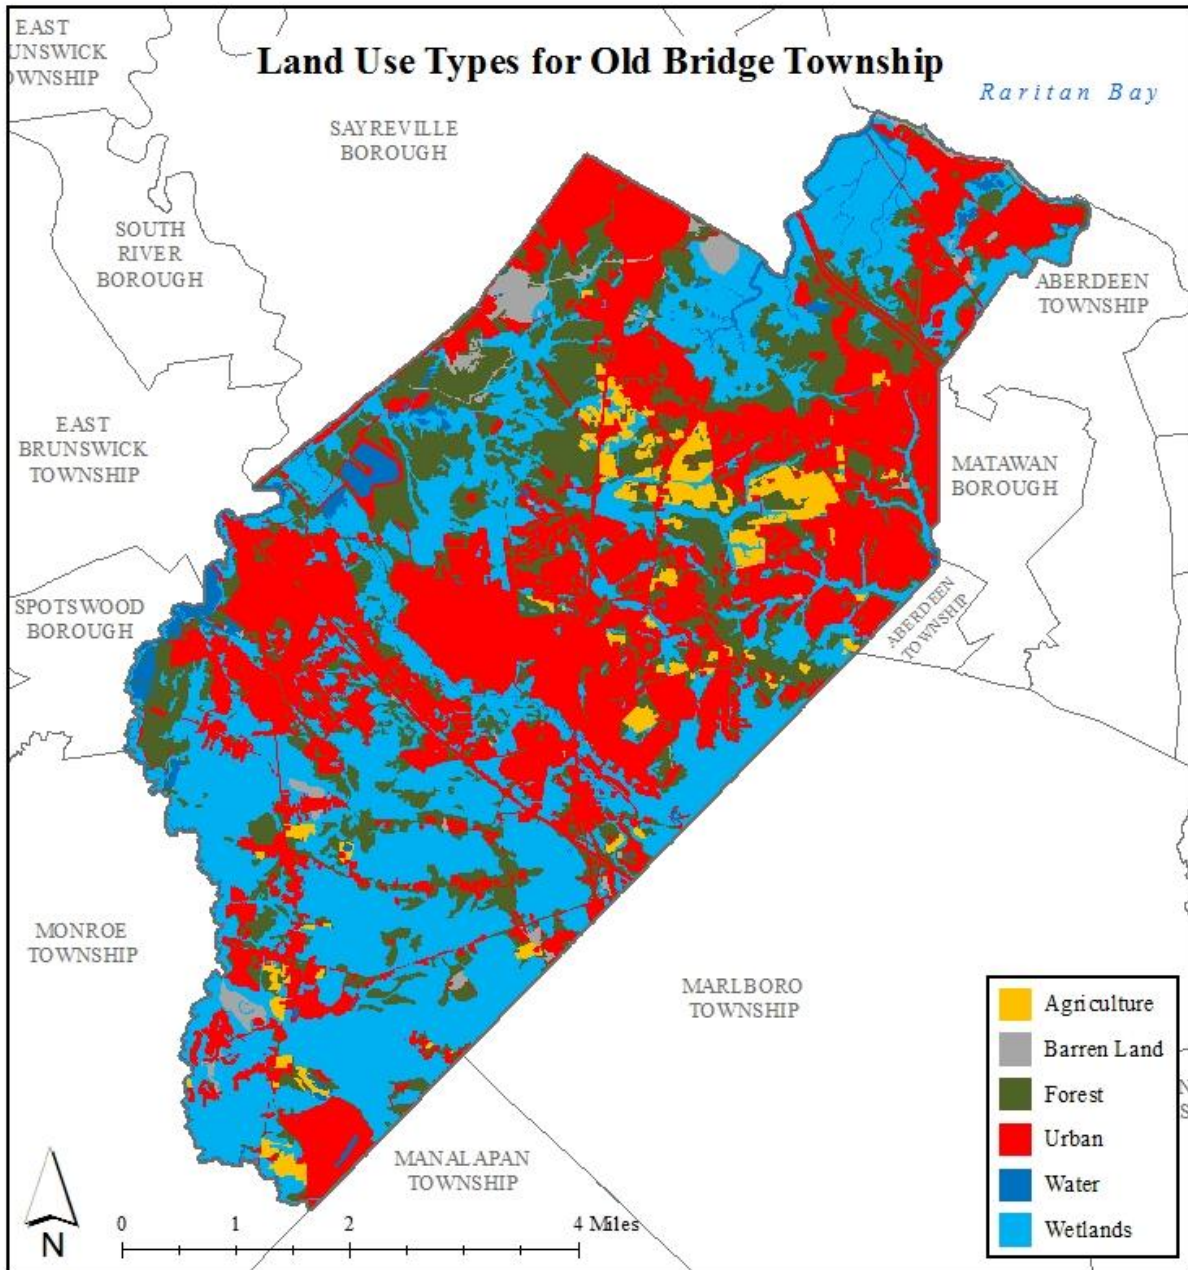 EAST
UNSWICK
OWNSHIP
Land Use Types for Old Bridge Township
Raritan Bay
SAYREVILLE
BOROUGH
SOUTH
RIVER
BOROUGH
ABERDEEN
TOWNSHIP
EAST
BRUNSWICK
TOWNSHIP
MATAWAN
BOROUGH
SPOTSWOOD
BOROUGH
ABERDEEN
TOWNSHIP
MONROE
TOWNSHIP
MARLBORO
TOWNSHIP
MANALAPAN
TOWNSHIP
Agriculture
Barren Land
Forest
Urban
Water
Wetlands
N
0 1 2 4 Miles